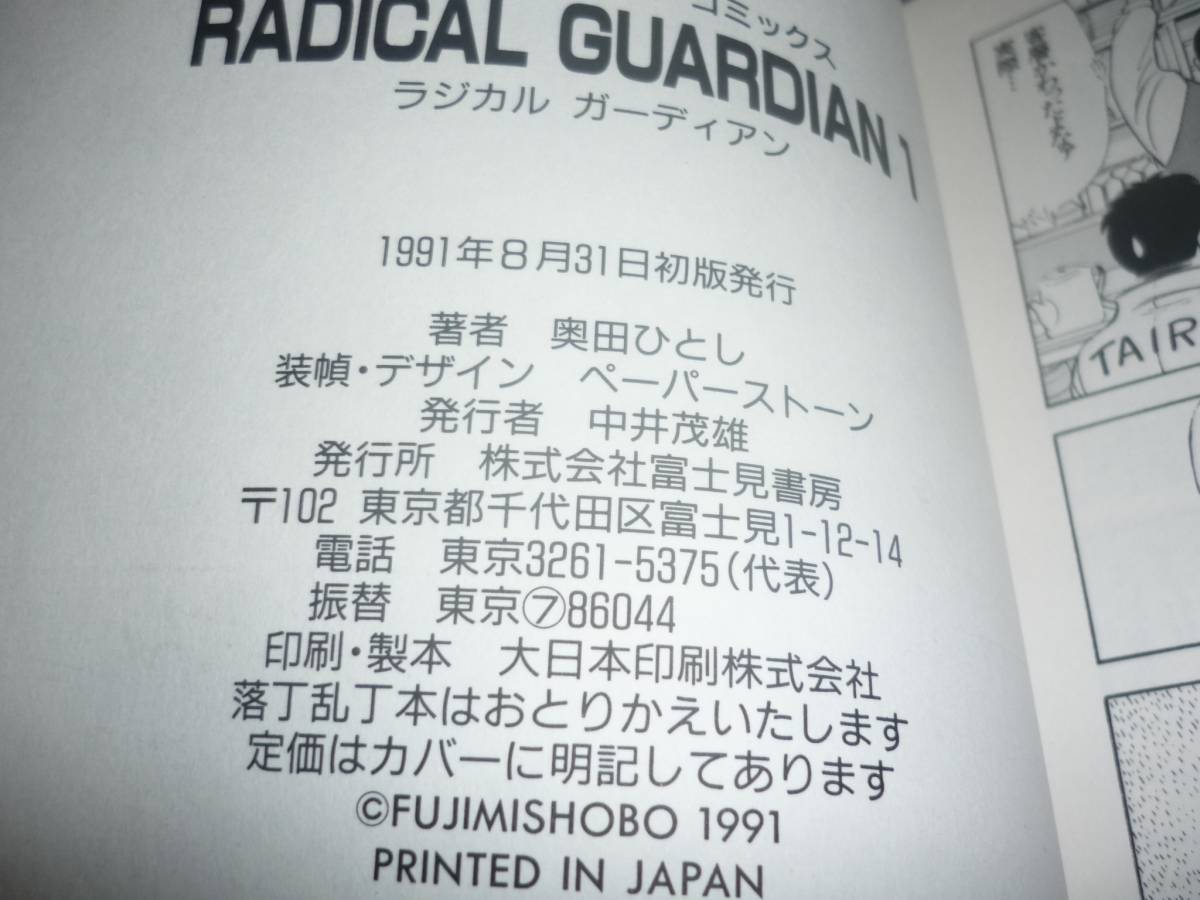 コミックス
RADICAL GUARDIAN 1
ラジカル ガーディアン
1991年8月31日初版発行
著者 奥田ひとし
装幀・デザイン ペーパーストーン
発行者 中井茂雄
発行所 株式会社富士見書房
〒102 東京都千代田区富士見1-12-14
電話 東京3261-5375(代表)
振替 東京⑦86044
印刷・製本 大日本印刷株式会社
落丁乱丁本はおとりかえいたします
定価はカバーに明記してあります
©FUJIMISHOBO 1991
PRINTED IN JAPAN
TAIR